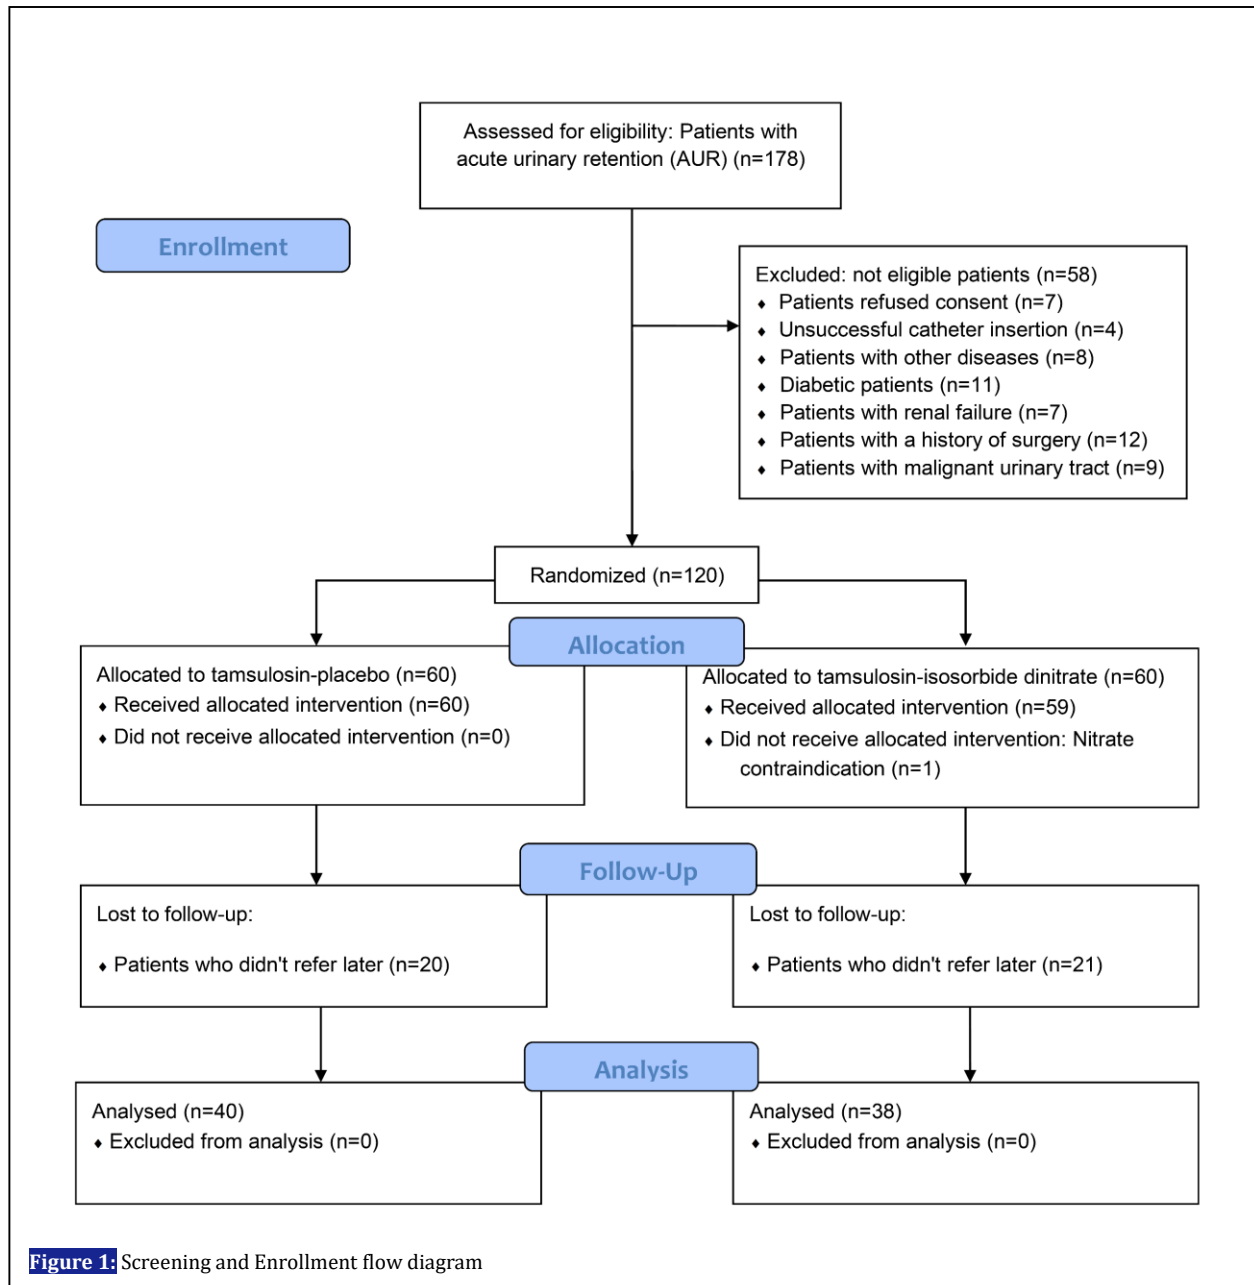 Assessed for eligibility: Patients with
acute urinary retention (AUR) (n=178)
Enrollment
Excluded: not eligible patients (n=58)
♦ Patients refused consent (n=7)
♦ Unsuccessful catheter insertion (n=4)
♦ Patients with other diseases (n=8)
♦ Diabetic patients (n=11)
♦ Patients with renal failure (n=7)
♦ Patients with a history of surgery (n=12)
♦ Patients with malignant urinary tract (n=9)
Randomized (n=120)
Allocation
Allocated to tamsulosin-placebo (n=60)
♦ Received allocated intervention (n=60)
♦ Did not receive allocated intervention (n=0)
Allocated to tamsulosin-isosorbide dinitrate (n=60)
♦ Received allocated intervention (n=59)
♦ Did not receive allocated intervention: Nitrate
contraindication (n=1)
Follow-Up
Lost to follow-up:
♦ Patients who didn't refer later (n=20)
Lost to follow-up:
♦ Patients who didn't refer later (n=21)
Analysis
Analysed (n=40)
♦ Excluded from analysis (n=0)
Analysed (n=38)
♦ Excluded from analysis (n=0)
Figure 1: Screening and Enrollment flow diagram